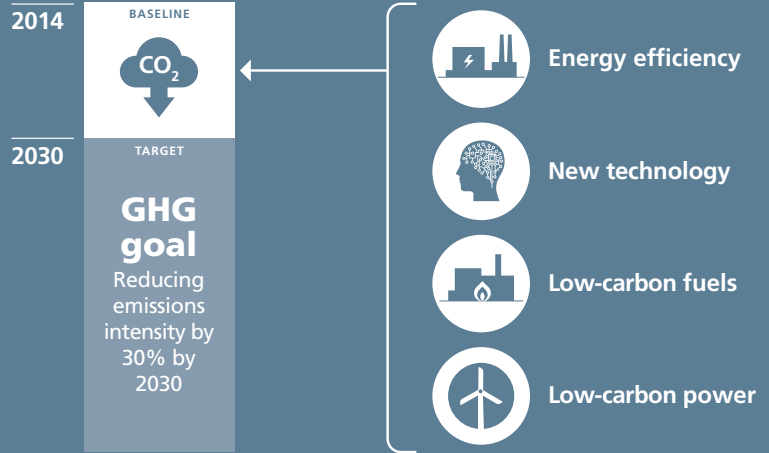 2014
BASELINE
CO₂
2030
TARGET
GHG
goal
Reducing
emissions
intensity by
30% by
2030
Energy efficiency
New technology
Low-carbon fuels
Low-carbon power